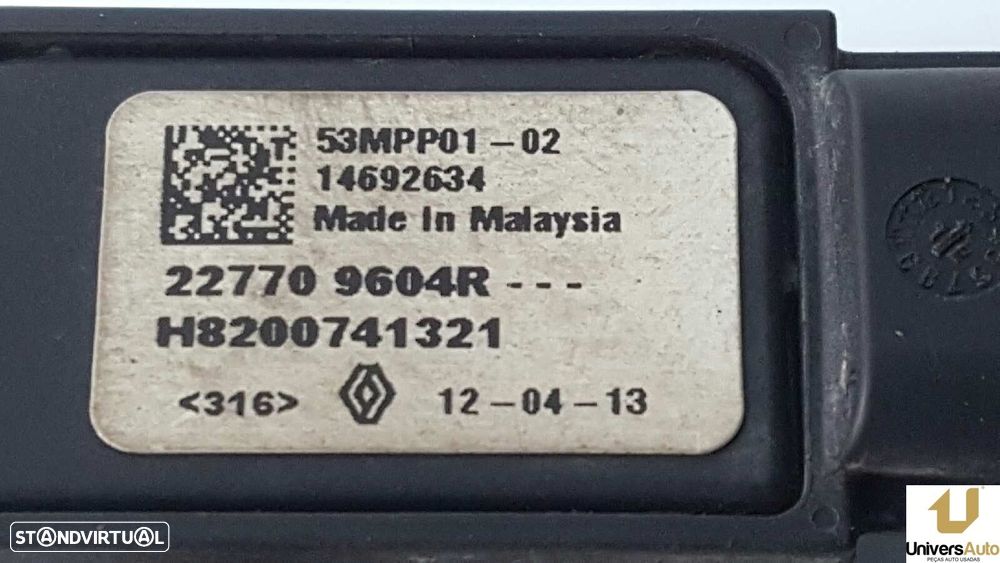 53MPP01-02
14692634
Made In Malaysia
22770 9604R ---
H8200741321
<316>
12-04-13
STANDVIRTUAL
UniversAuto
PEÇAS AUTO USADAS